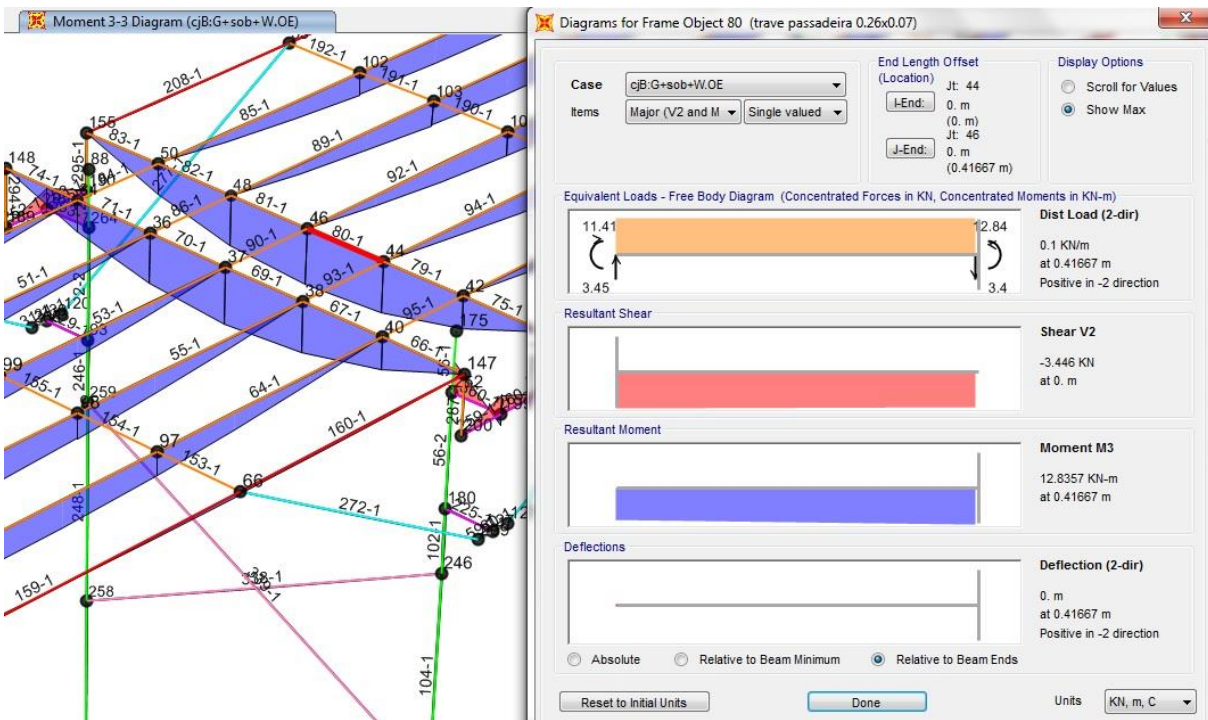 Moment 3-3 Diagram (cjB:G+sob+W.OE)
192-1
102
208-1
191-1
103
85-1
190-1
155
83-1
89-1
148
295-1
88
50
82-1
92-1
74-1
48
71-1
86-1
81-1
94-1
36
46
70-1
90-1
80-1
51-1
37
44
69-1
93-1
79-1
53-1
38
42
67-1
95-1
75-1
55-1
40
175
66-1
246-1
64-1
147
155-1
259
160-1
154-1
97
56-2
153-1
66
180
248-1
272-1
102-1
246
159-1
258
104-1
Diagrams for Frame Object 80 (trave passadeira 0.26x0.07)
Case
cjB:G+sob+W.OE
Items
Major (V2 and M
Single valued
End Length Offset
(Location)
Jt: 44
I-End:
0. m
(0. m)
Jt: 46
J-End:
0. m
(0.41667 m)
Display Options
Scroll for Values
Show Max
Equivalent Loads - Free Body Diagram (Concentrated Forces in KN, Concentrated Moments in KN-m)
11.41
12.84
3.45
3.4
Dist Load (2-dir)
0.1 KN/m
at 0.41667 m
Positive in -2 direction
Resultant Shear
Shear V2
-3.446 KN
at 0. m
Resultant Moment
Moment M3
12.8357 KN-m
at 0.41667 m
Deflections
Deflection (2-dir)
0. m
at 0.41667 m
Positive in -2 direction
Absolute
Relative to Beam Minimum
Relative to Beam Ends
Reset to Initial Units
Done
Units
KN, m, C